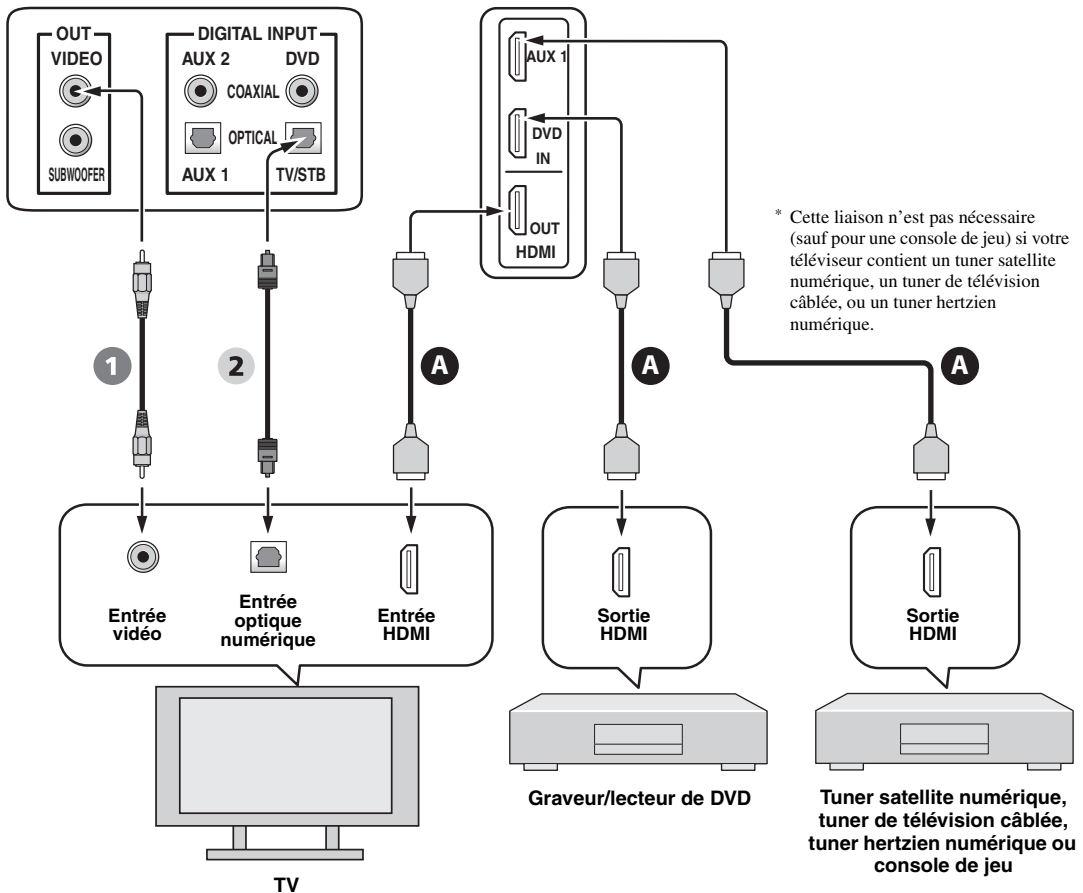 OUT
VIDEO
SUBWOOFER
DIGITAL INPUT
AUX 2
DVD
COAXIAL
OPTICAL
AUX 1
TV/STB
AUX 1
DVD
IN
OUT
HDMI
* Cette liaison n'est pas nécessaire
(sauf pour une console de jeu) si votre
téléviseur contient un tuner satellite
numérique, un tuner de télévision
câblée, ou un tuner hertzien
numérique.
1
2
A
A
A
Entrée
vidéo
Entrée
optique
numérique
Entrée
HDMI
Sortie
HDMI
Sortie
HDMI
TV
Graveur/lecteur de DVD
Tuner satellite numérique,
tuner de télévision câblée,
tuner hertzien numérique ou
console de jeu